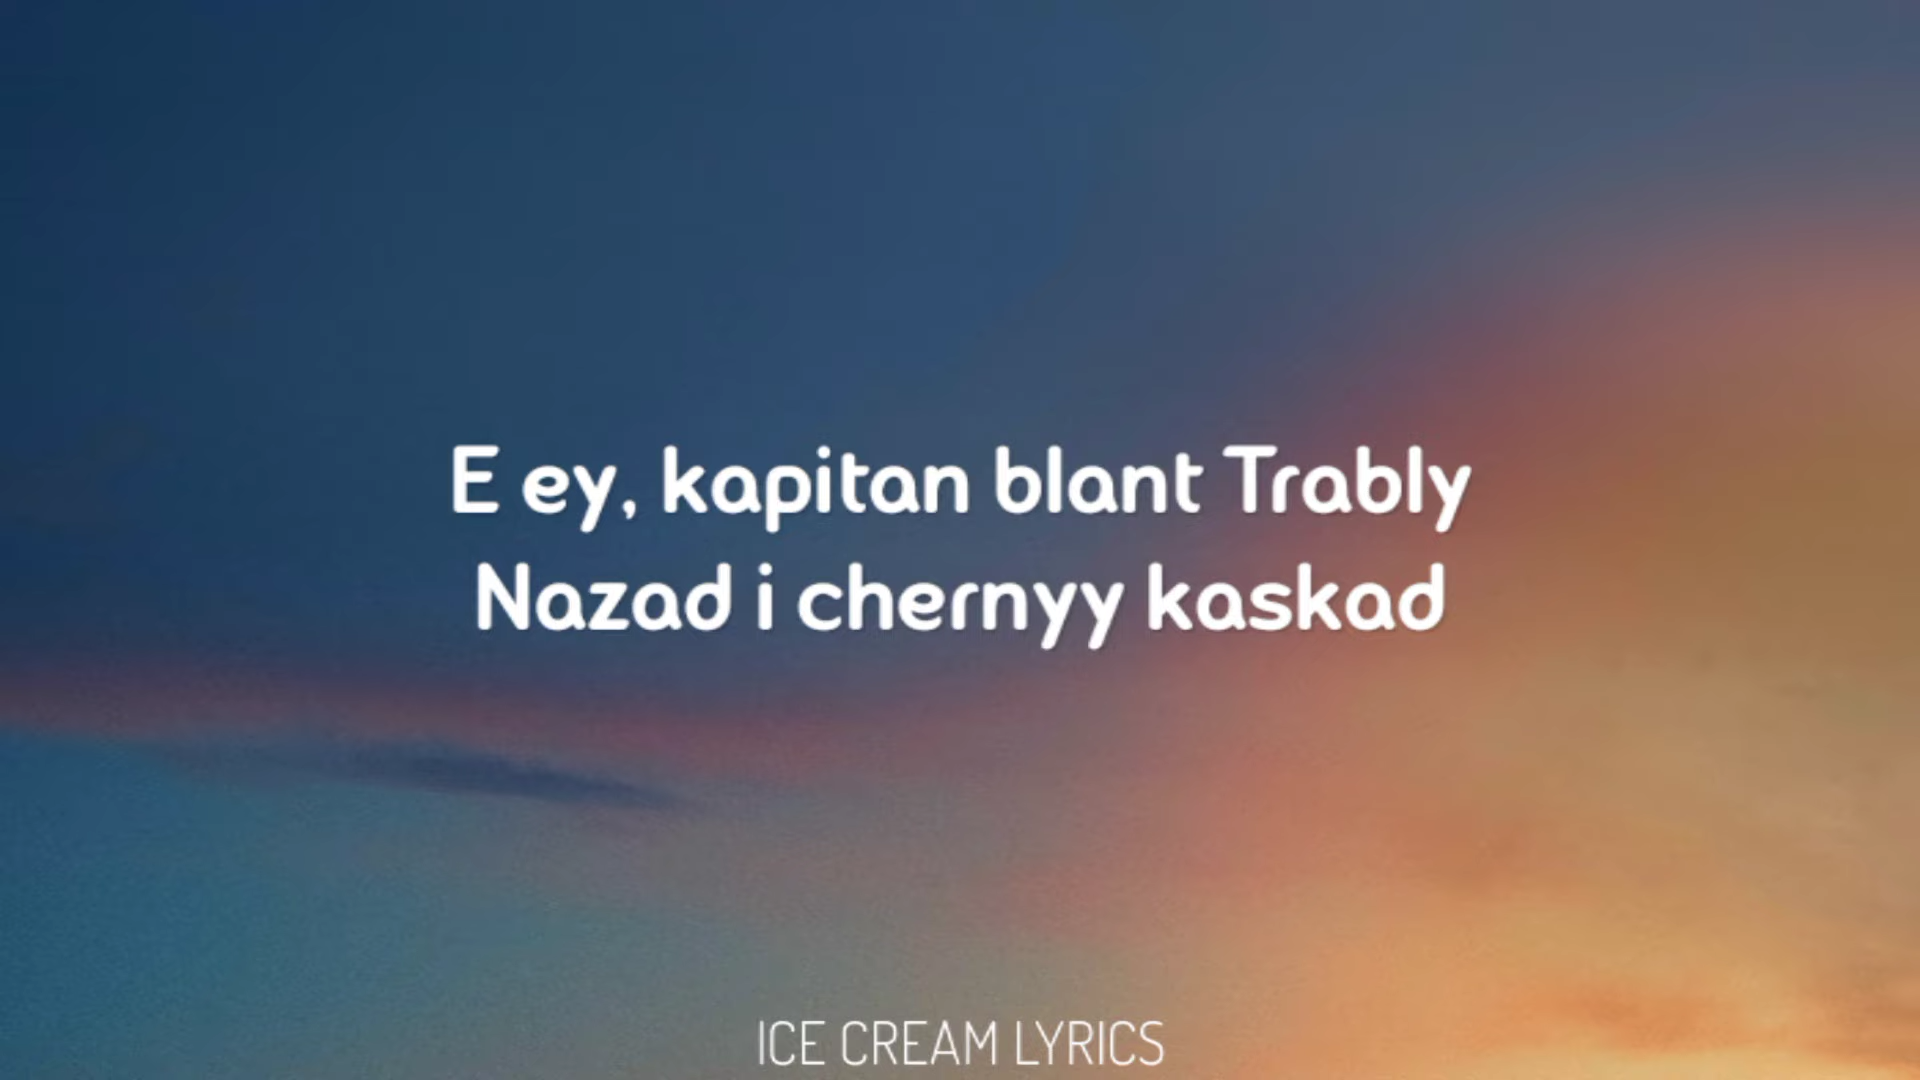 E ey, kapitan blant Trably
Nazad i chernyy kaskad
ICE CREAM LYRICS